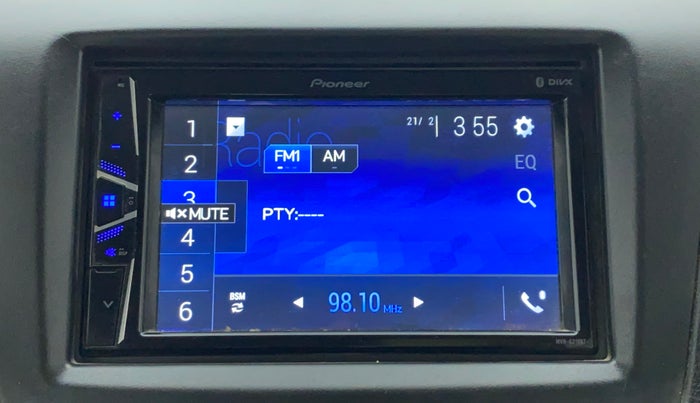 Pioneer
DIVX
1
Radio
21/ 2|
3 55
2
FM1
AM
EQ
3
MUTE
PTY:----
4
5
6
BSM
98.10 MHz